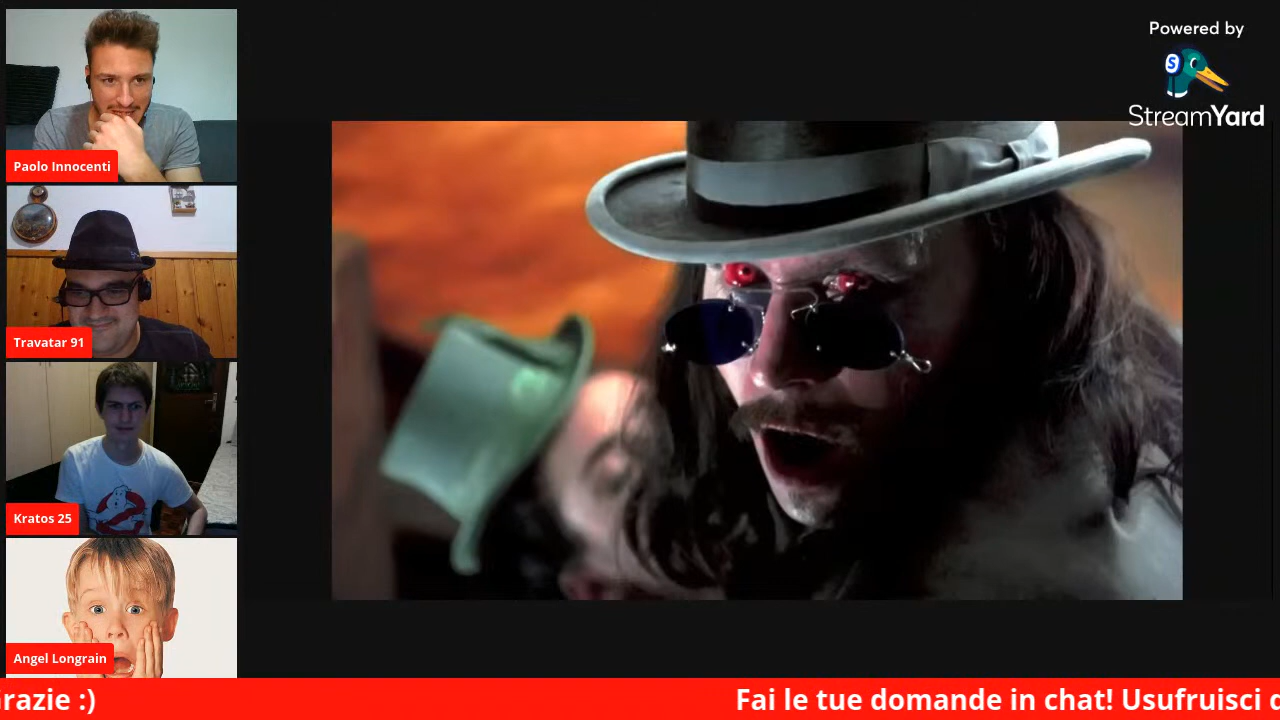 Powered by
StreamYard
Paolo Innocenti
Travatar 91
Kratos 25
Angel Longrain
razie :)
Fai le tue domande in chat! Usufruisci